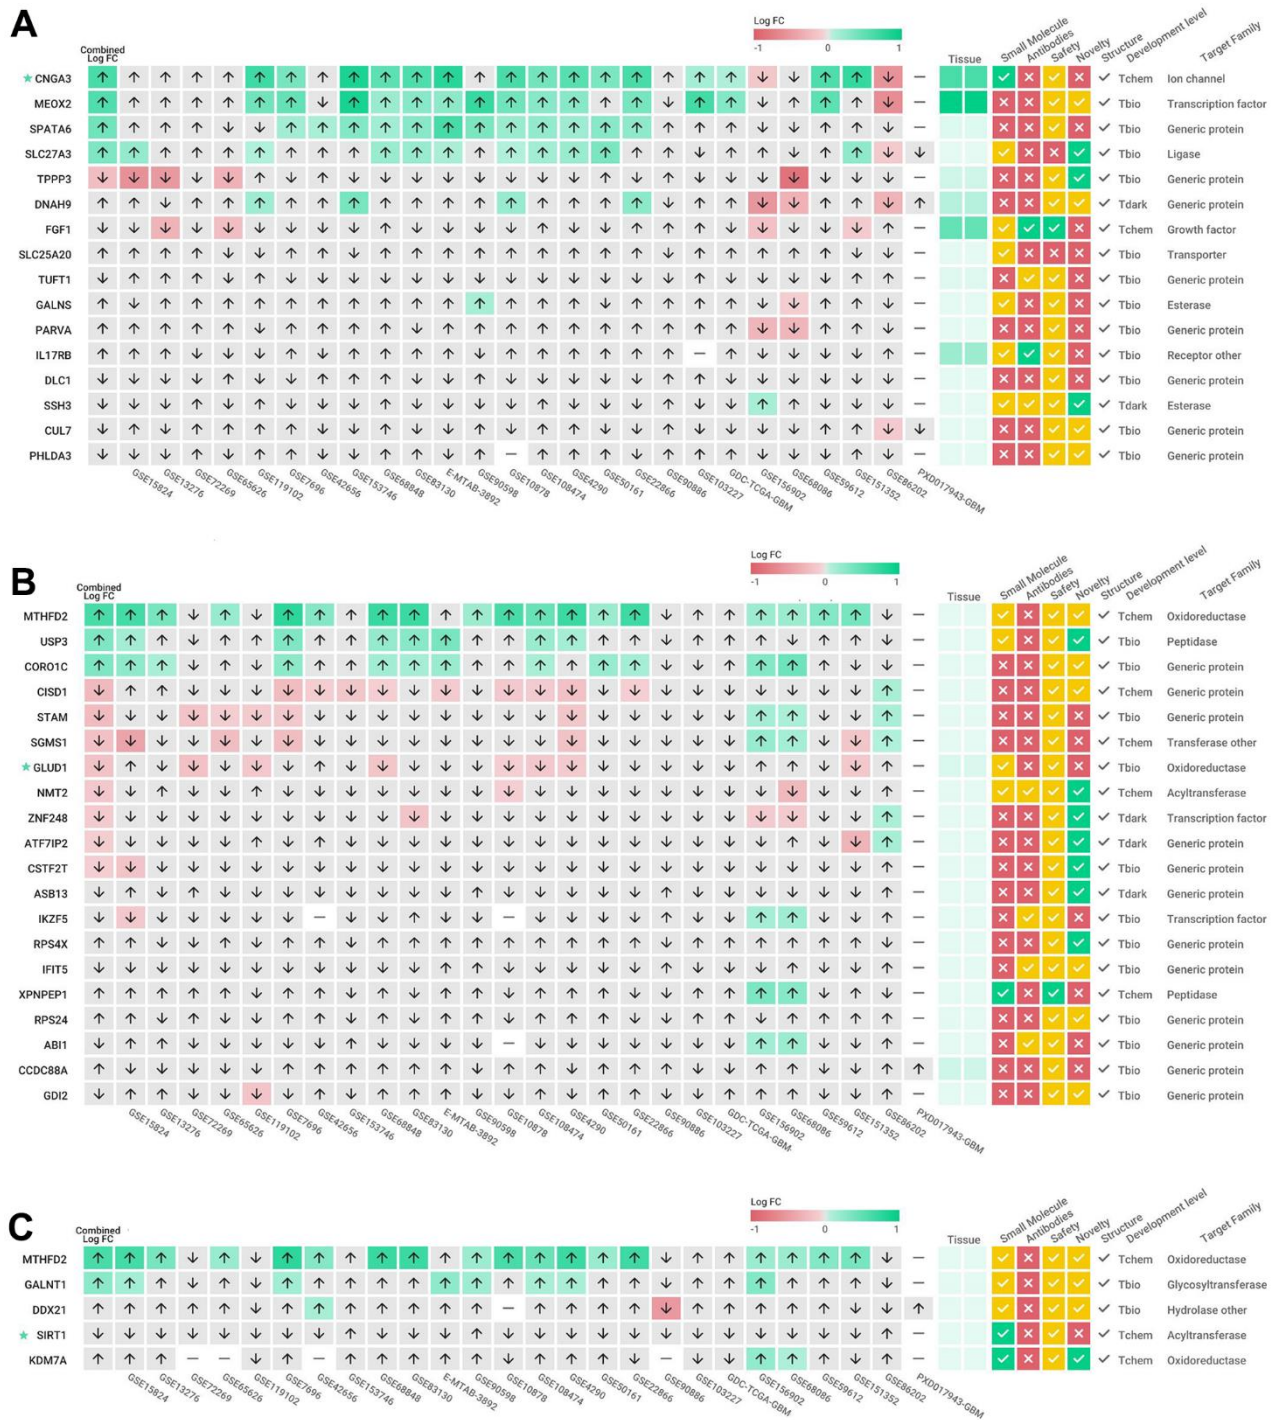 A
Log FC
-1 0 1
Combined
Log FC
Tissue
Small Molecule
Antibodies
Safety
Novelty
Structure
Development level
Target Family
CNGA3 Tchem Ion channel
MEOX2 Tbio Transcription factor
SPATA6 Tbio Generic protein
SLC27A3 Tbio Ligase
TPPP3 Tbio Generic protein
DNAH9 Tdark Generic protein
FGF1 Tchem Growth factor
SLC25A20 Tbio Transporter
TUFT1 Tbio Generic protein
GALNS Tbio Esterase
PARVA Tbio Generic protein
IL17RB Tbio Receptor other
DLC1 Tbio Generic protein
SSH3 Tdark Esterase
CUL7 Tbio Generic protein
PHLDA3 Tbio Generic protein
GSE15824
GSE13276
GSE72269
GSE65626
GSE119102
GSE7696
GSE42656
GSE153746
GSE68848
GSE83130
E-MTAB-3892
GSE90598
GSE10878
GSE108474
GSE4290
GSE50161
GSE22866
GSE90886
GSE103227
GDC-TCGA-GBM
GSE156902
GSE68086
GSE59612
GSE151352
GSE86202
PXD017943-GBM
B
Log FC
-1 0 1
Combined
Log FC
Tissue
Small Molecule
Antibodies
Safety
Novelty
Structure
Development level
Target Family
MTHFD2 Tchem Oxidoreductase
USP3 Tbio Peptidase
CORO1C Tbio Generic protein
CISD1 Tchem Generic protein
STAM Tbio Generic protein
SGMS1 Tchem Transferase other
GLUD1 Tbio Oxidoreductase
NMT2 Tchem Acyltransferase
ZNF248 Tdark Transcription factor
ATF7IP2 Tdark Generic protein
CSTF2T Tbio Generic protein
ASB13 Tdark Generic protein
IKZF5 Tbio Transcription factor
RPS4X Tbio Generic protein
IFIT5 Tbio Generic protein
XPNPEP1 Tchem Peptidase
RPS24 Tbio Generic protein
ABI1 Tbio Generic protein
CCDC88A Tbio Generic protein
GDI2 Tbio Generic protein
GSE15824
GSE13276
GSE72269
GSE65626
GSE119102
GSE7696
GSE42656
GSE153746
GSE68848
GSE83130
E-MTAB-3892
GSE90598
GSE10878
GSE108474
GSE4290
GSE50161
GSE22866
GSE90886
GSE103227
GDC-TCGA-GBM
GSE156902
GSE68086
GSE59612
GSE151352
GSE86202
PXD017943-GBM
C
Log FC
-1 0 1
Combined
Log FC
Tissue
Small Molecule
Antibodies
Safety
Novelty
Structure
Development level
Target Family
MTHFD2 Tchem Oxidoreductase
GALNT1 Tbio Glycosyltransferase
DDX21 Tbio Hydrolase other
SIRT1 Tchem Acyltransferase
KDM7A Tchem Oxidoreductase
GSE15824
GSE13276
GSE72269
GSE65626
GSE119102
GSE7696
GSE42656
GSE153746
GSE68848
GSE83130
E-MTAB-3892
GSE90598
GSE10878
GSE108474
GSE4290
GSE50161
GSE22866
GSE90886
GSE103227
GDC-TCGA-GBM
GSE156902
GSE68086
GSE59612
GSE151352
GSE86202
PXD017943-GBM